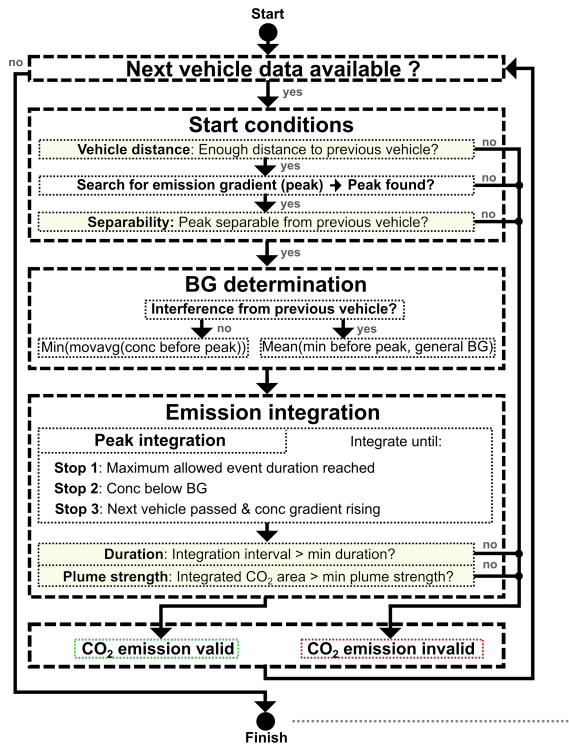 Start
no
Next vehicle data available ?
yes
Start conditions
Vehicle distance: Enough distance to previous vehicle?
no
yes
Search for emission gradient (peak) ➔ Peak found?
no
yes
Separability: Peak separable from previous vehicle?
no
yes
BG determination
Interference from previous vehicle?
no
yes
Min(movavg(conc before peak))
Mean(min before peak, general BG)
Emission integration
Peak integration
Integrate until:
Stop 1: Maximum allowed event duration reached
Stop 2: Conc below BG
Stop 3: Next vehicle passed & conc gradient rising
Duration: Integration interval > min duration?
no
Plume strength: Integrated CO₂ area > min plume strength?
no
CO₂ emission valid
CO₂ emission invalid
Finish